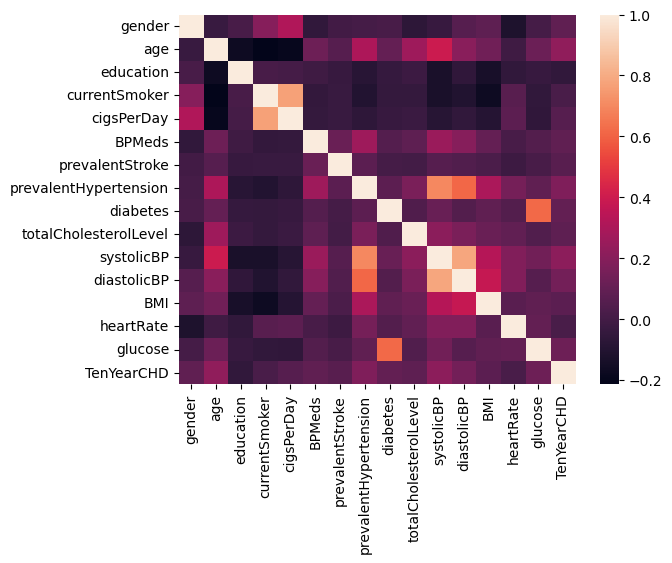 gender
age
education
currentSmoker
cigsPerDay
BPMeds
prevalentStroke
prevalentHypertension
diabetes
totalCholesterolLevel
systolicBP
diastolicBP
BMI
heartRate
glucose
TenYearCHD
gender
age
education
currentSmoker
cigsPerDay
BPMeds
prevalentStroke
prevalentHypertension
diabetes
totalCholesterolLevel
systolicBP
diastolicBP
BMI
heartRate
glucose
TenYearCHD
1.0
0.8
0.6
0.4
0.2
0.0
−0.2